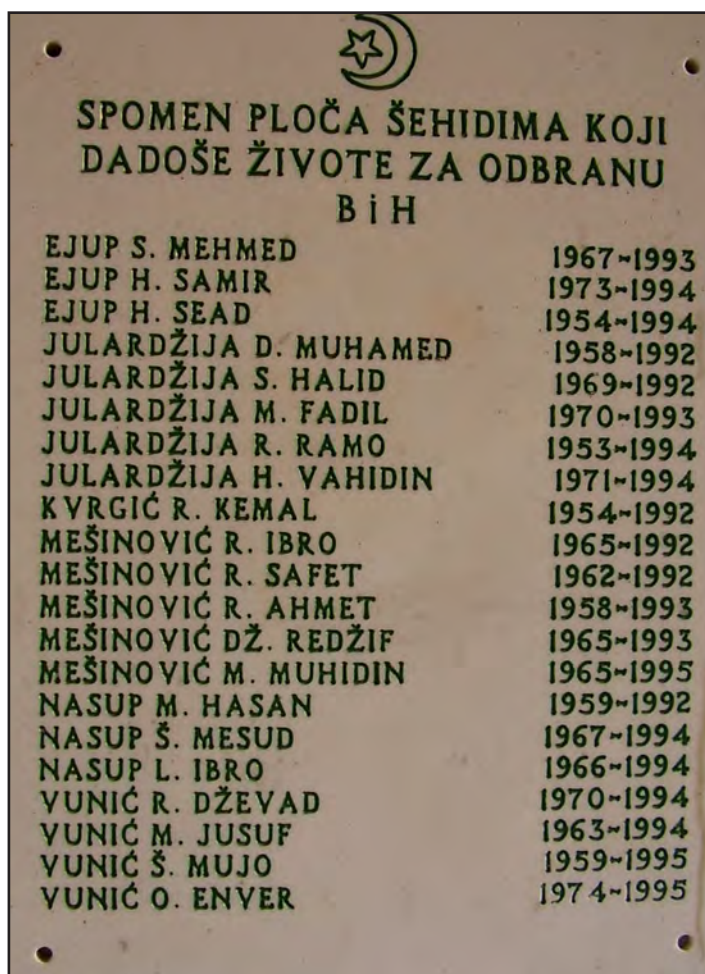 SPOMEN PLOČA ŠEHIDIMA KOJI
DADOŠE ŽIVOTE ZA ODBRANU
B i H
EJUP S. MEHMED 1967~1993
EJUP H. SAMIR 1973~1994
EJUP H. SEAD 1954~1994
JULARDŽIJA D. MUHAMED 1958~1992
JULARDŽIJA S. HALID 1969~1992
JULARDŽIJA M. FADIL 1970~1993
JULARDŽIJA R. RAMO 1953~1994
JULARDŽIJA H. VAHIDIN 1971~1994
KVRGIĆ R. KEMAL 1954~1992
MEŠINOVIĆ R. IBRO 1965~1992
MEŠINOVIĆ R. SAFET 1962~1992
MEŠINOVIĆ R. AHMET 1958~1993
MEŠINOVIĆ DŽ. REDŽIF 1965~1993
MEŠINOVIĆ M. MUHIDIN 1965~1995
NASUP M. HASAN 1959~1992
NASUP Š. MESUD 1967~1994
NASUP L. IBRO 1966~1994
VUNIĆ R. DŽEVAD 1970~1994
VUNIĆ M. JUSUF 1963~1994
VUNIĆ Š. MUJO 1959~1995
VUNIĆ O. ENVER 1974~1995